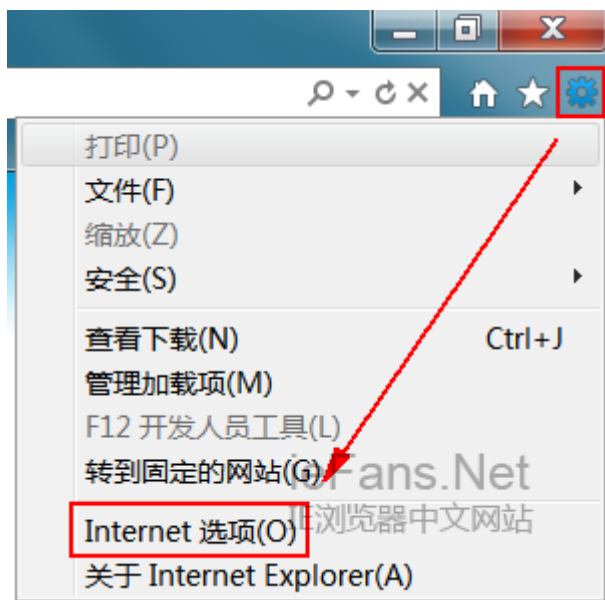 打印(P)
文件(F)
缩放(Z)
安全(S)
查看下载(N) Ctrl+J
管理加载项(M)
F12 开发人员工具(L)
转到固定的网站(G)
ieFans.Net
Internet 选项(O)
IE浏览器中文网站
关于 Internet Explorer(A)